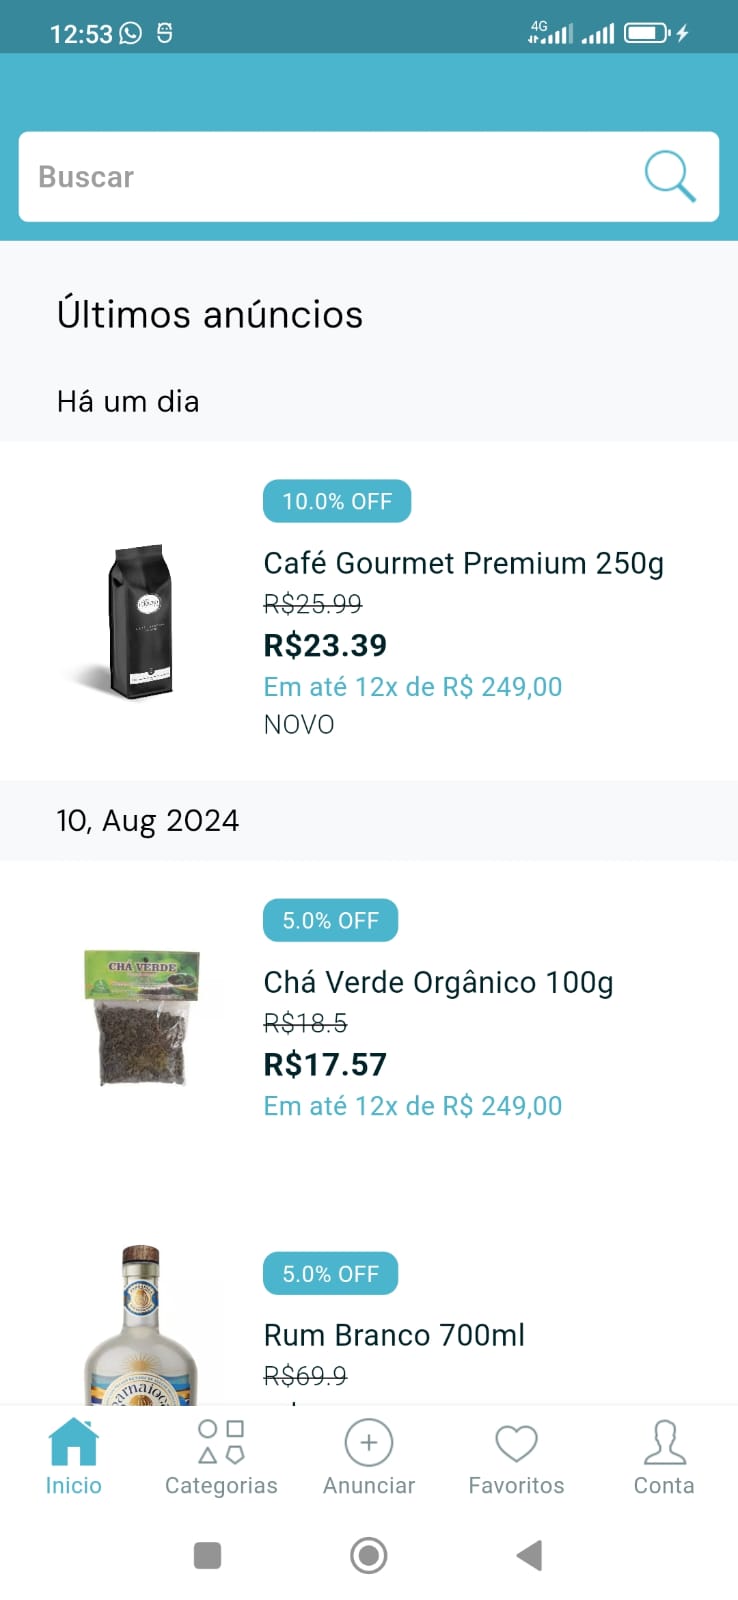 12:53
4G
Buscar
Últimos anúncios
Há um dia
10.0% OFF
Café Gourmet Premium 250g
R$25.99
R$23.39
Em até 12x de R$ 249,00
NOVO
10, Aug 2024
5.0% OFF
CHÁ VERDE
Chá Verde Orgânico 100g
R$18.5
R$17.57
Em até 12x de R$ 249,00
5.0% OFF
Rum Branco 700ml
R$69.9
Inicio
Categorias
Anunciar
Favoritos
Conta